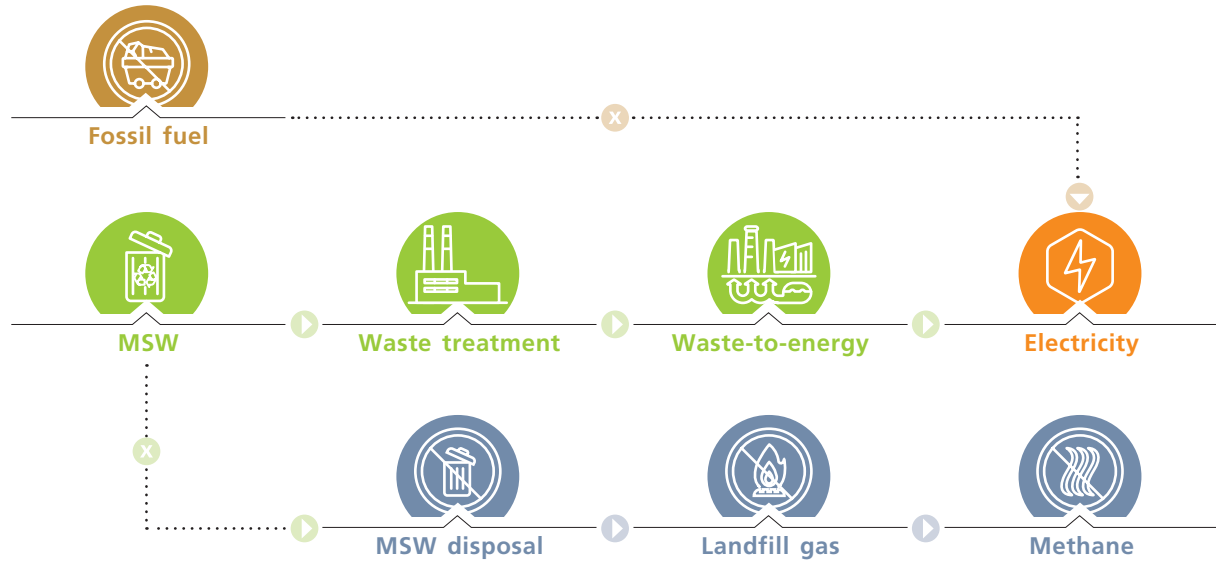 x
Fossil fuel
MSW
Waste treatment
Waste-to-energy
Electricity
x
MSW disposal
Landfill gas
Methane